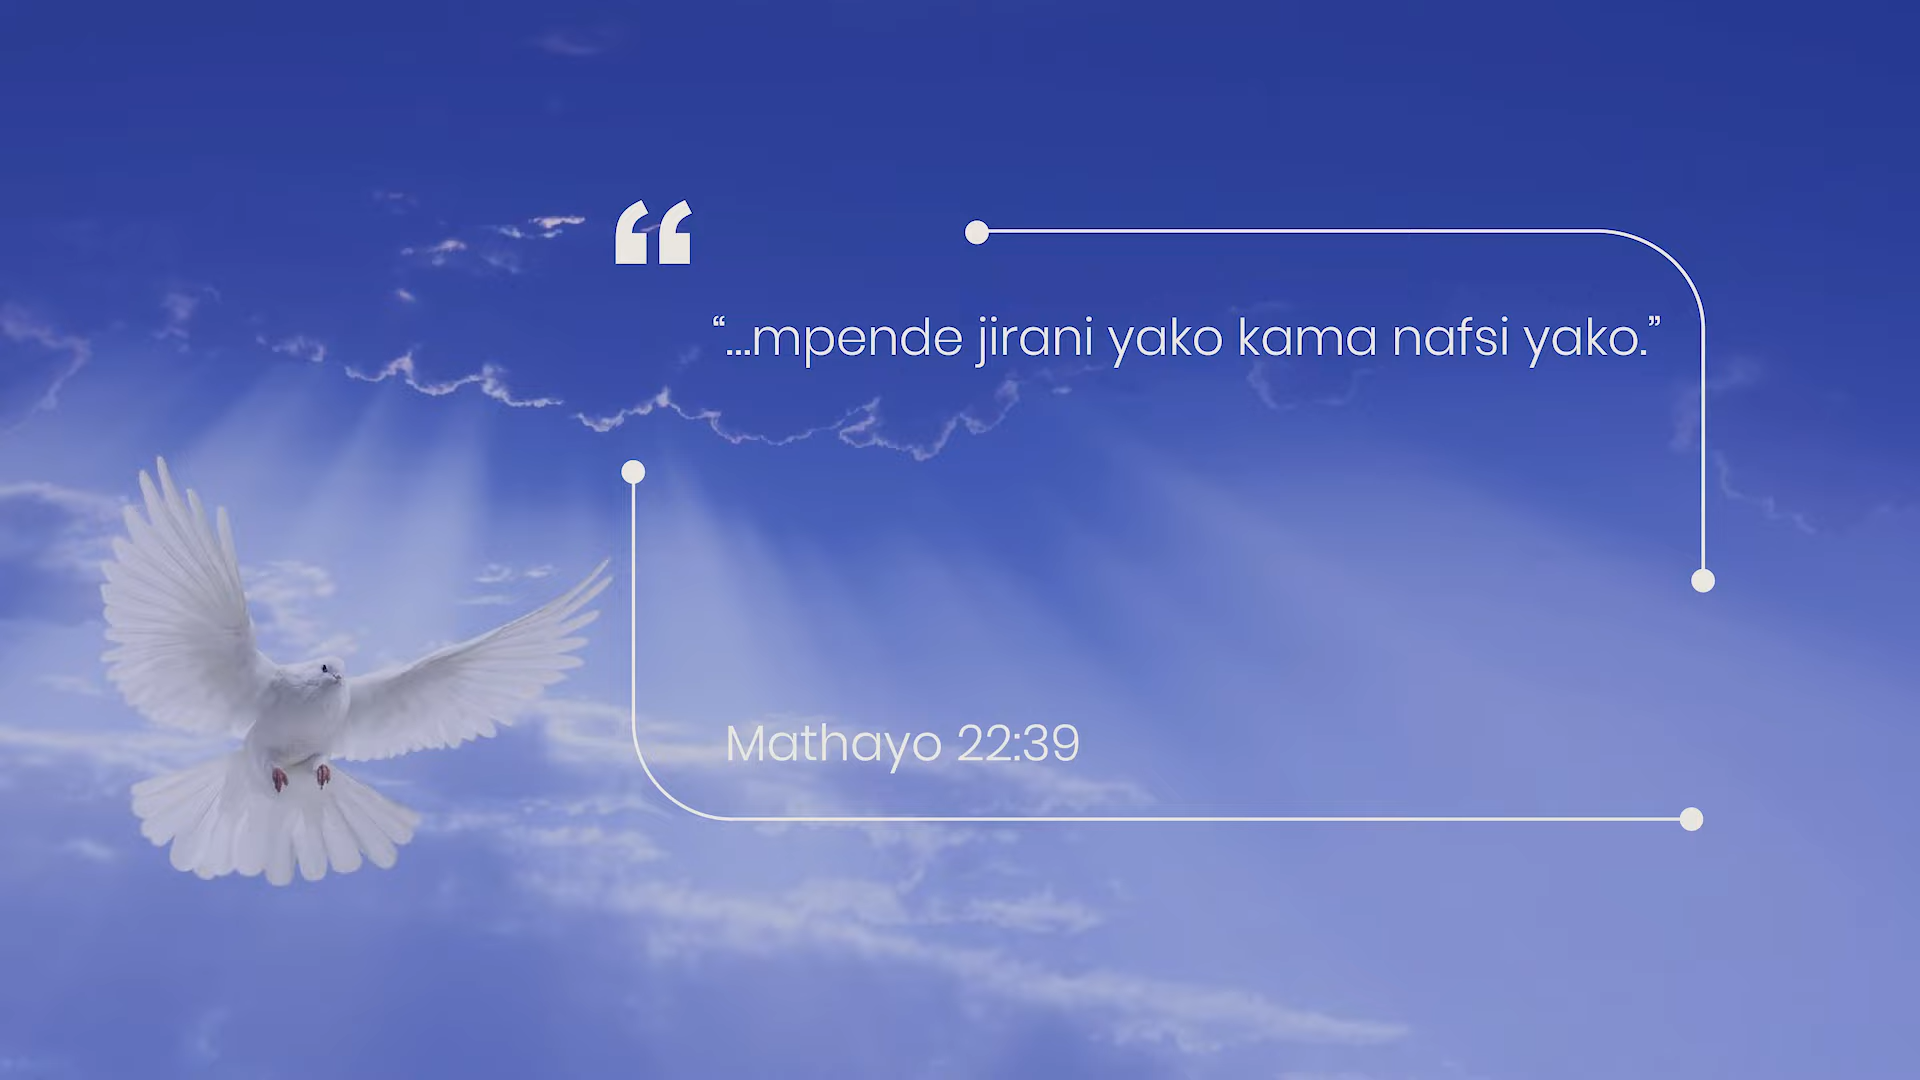 “...mpende jirani yako kama nafsi yako.”
Mathayo 22:39